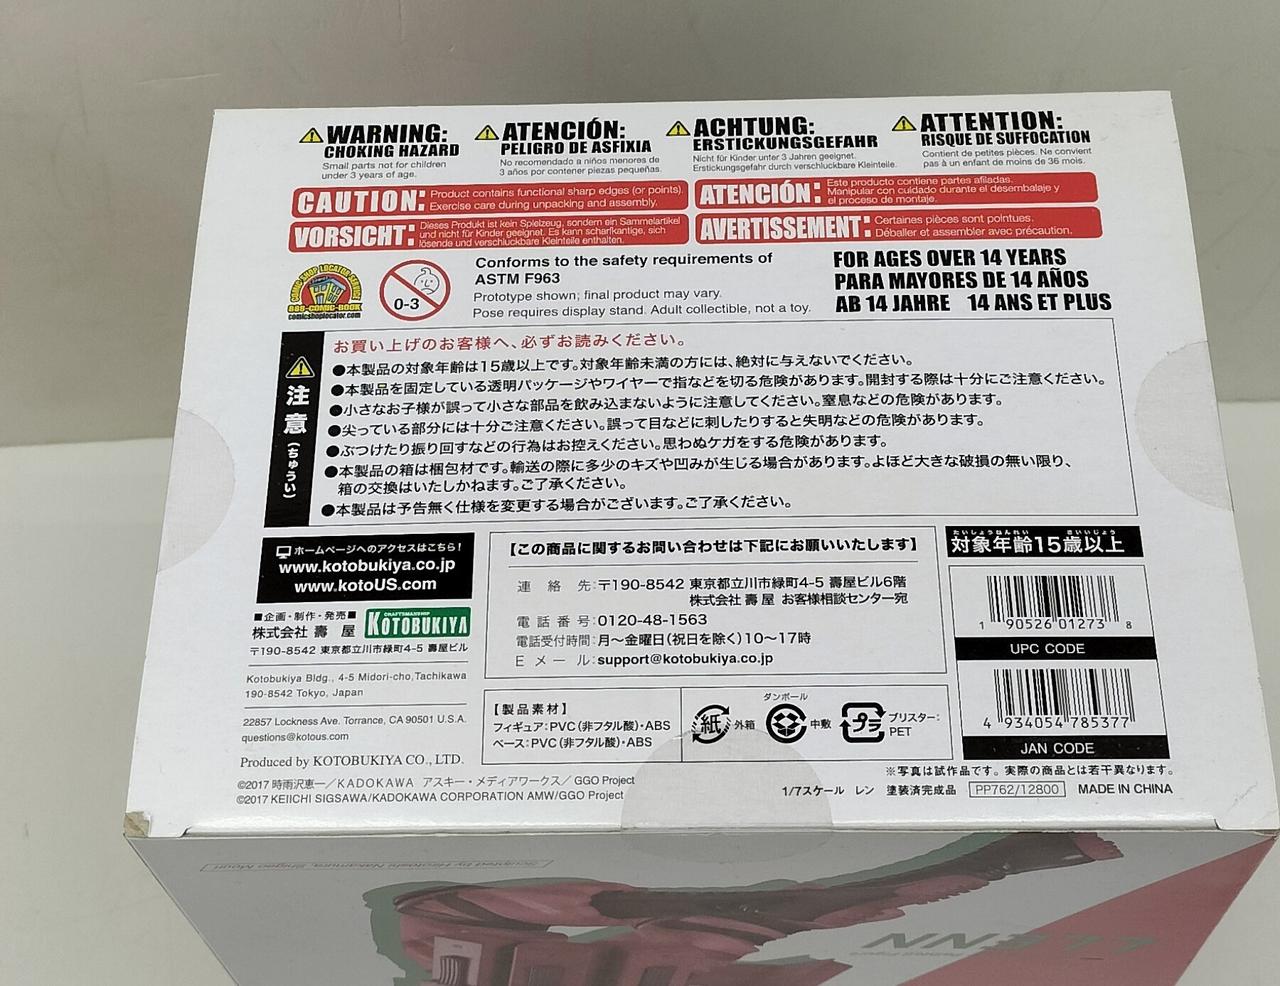 WARNING:
CHOKING HAZARD
Small parts not for children
under 3 years of age.
ATENCIÓN:
PELIGRO DE ASFIXIA
No recomendado a niños menores de
3 años por contener piezas pequeñas.
ACHTUNG:
ERSTICKUNGSGEFAHR
Nicht für Kinder unter 3 Jahren geeignet.
Erstickungsgefahr durch verschluckbare Kleinteile.
ATTENTION:
RISQUE DE SUFFOCATION
Contient de petites pièces. Ne convient
pas à un enfant de moins de 36 mois.
CAUTION: Product contains functional sharp edges (or points).
Exercise care during unpacking and assembly.
ATENCIÓN: Este producto contiene partes afiladas.
Manipular con cuidado durante el desembalaje y
el proceso de montaje.
VORSICHT: Dieses Produkt ist kein Spielzeug, sondern ein Sammelartikel
und nicht für Kinder geeignet. Es kann scharfkantige, sich
lösende und verschluckbare Kleinteile enthalten.
AVERTISSEMENT: Certaines pièces sont pointues.
Déballer et assembler avec précaution.
COMIC SHOP LOCATOR SERVICE
888-COMIC-BOOK
comicshoplocator.com
0-3
Conforms to the safety requirements of
ASTM F963
Prototype shown; final product may vary.
Pose requires display stand. Adult collectible, not a toy.
FOR AGES OVER 14 YEARS
PARA MAYORES DE 14 AÑOS
AB 14 JAHRE 14 ANS ET PLUS
注意(ちゅうい)
お買い上げのお客様へ、必ずお読みください。
●本製品の対象年齢は15歳以上です。対象年齢未満の方には、絶対に与えないでください。
●本製品を固定している透明パッケージやワイヤーで指などを切る危険があります。開封する際は十分にご注意ください。
●小さなお子様が誤って小さな部品を飲み込まないように注意してください。窒息などの危険があります。
●尖っている部分には十分ご注意ください。誤って目などに刺したりすると失明などの危険があります。
●ぶつけたり振り回すなどの行為はお控えください。思わぬケガをする危険があります。
●本製品の箱は梱包材です。輸送の際に多少のキズや凹みが生じる場合があります。よほど大きな破損の無い限り、
箱の交換はいたしかねます。ご了承ください。
●本製品は予告無く仕様を変更する場合がございます。ご了承ください。
ホームページへのアクセスはこちら!
www.kotobukiya.co.jp
www.kotoUS.com
■企画・制作・発売■
株式会社 壽 屋
CRAFTSMANSHIP
KOTOBUKIYA
〒190-8542 東京都立川市緑町4-5 壽屋ビル
Kotobukiya Bldg., 4-5 Midori-cho,Tachikawa
190-8542 Tokyo, Japan
22857 Lockness Ave. Torrance, CA 90501 U.S.A.
questions@kotous.com
Produced by KOTOBUKIYA CO., LTD.
©2017 時雨沢恵一／KADOKAWA アスキー・メディアワークス／GGO Project
©2017 KEIICHI SIGSAWA/KADOKAWA CORPORATION AMW/GGO Project
【この商品に関するお問い合わせは下記にお願いいたします】
連絡先:〒190-8542 東京都立川市緑町4-5 壽屋ビル6階
株式会社 壽 屋 お客様相談センター宛
電話番号:0120-48-1563
電話受付時間:月～金曜日(祝日を除く)10～17時
Eメール:support@kotobukiya.co.jp
【製品素材】
フィギュア:PVC(非フタル酸)・ABS
ベース:PVC(非フタル酸)・ABS
紙 外箱
ダンボール
中敷
プラ ブリスター:
PET
たいしょうねんれい さいいじょう
対象年齢15歳以上
1 90526 01273 8
UPC CODE
4 934054 785377
JAN CODE
※写真は試作品です。実際の商品とは若干異なります。
1/7スケール レン 塗装済完成品 PP762/12800 MADE IN CHINA
Sculpted by Hirotoshi Nakamura, Shigeo Mouri